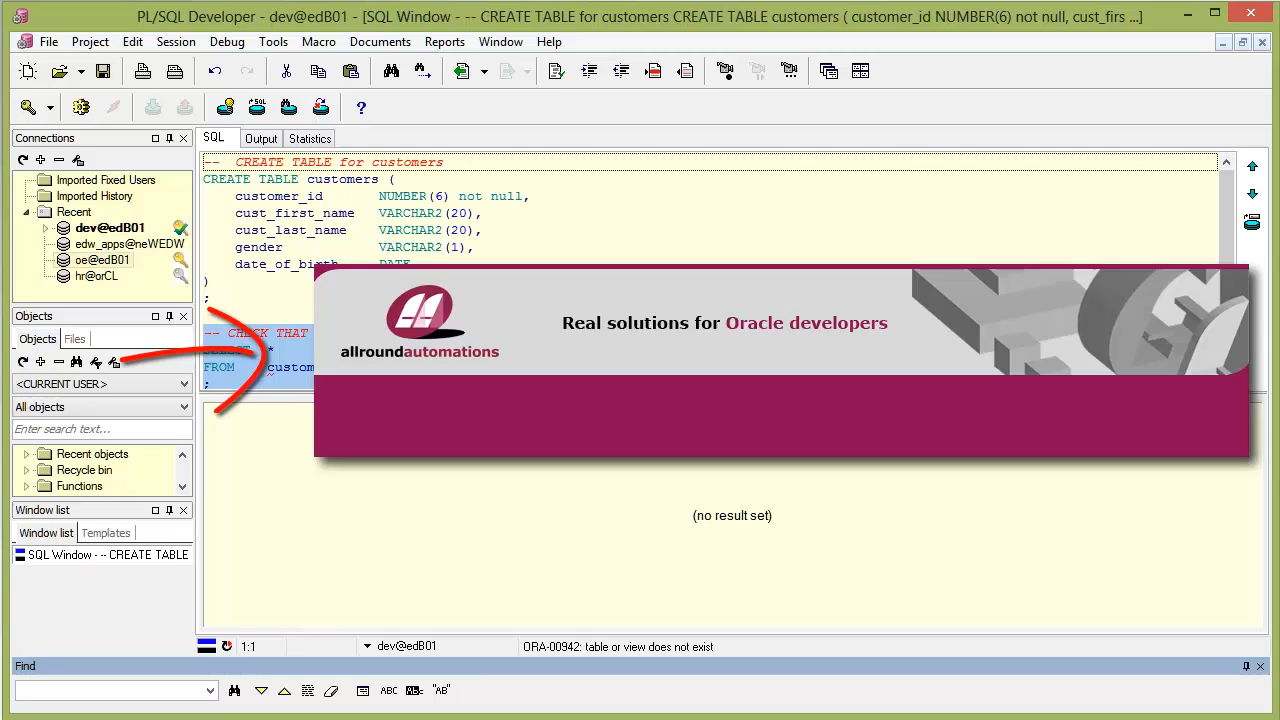 PL/SQL Developer - dev@edB01 - [SQL Window - -- CREATE TABLE for customers CREATE TABLE customers ( customer_id NUMBER(6) not null, cust_firs ...]
File Project Edit Session Debug Tools Macro Documents Reports Window Help
Connections
Imported Fixed Users
Imported History
Recent
dev@edB01
edw_apps@neWEDW
oe@edB01
hr@orCL
Objects
Objects Files
<CURRENT USER>
All objects
Enter search text...
Recent objects
Recycle bin
Functions
Window list
Window list Templates
SQL Window - -- CREATE TABLE
SQL Output Statistics
-- CREATE TABLE for customers
CREATE TABLE customers (
customer_id NUMBER(6) not null,
cust_first_name VARCHAR2(20),
cust_last_name VARCHAR2(20),
gender VARCHAR2(1),
date_of_birth DATE
)
;
-- CHECK THAT
SELECT *
FROM custom
;
allroundautomations
Real solutions for Oracle developers
(no result set)
1:1 dev@edB01 ORA-00942: table or view does not exist
Find
ABC "AB"